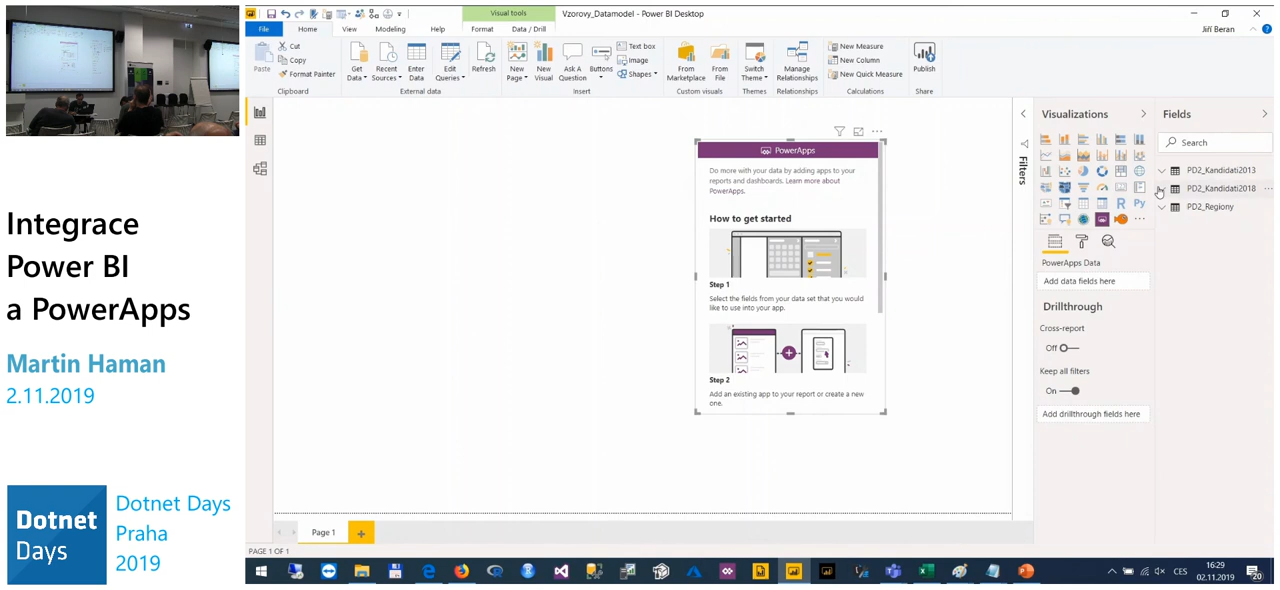 Visual tools
Vzorovy_Datamodel - Power BI Desktop
Jiří Beran
File
Home
View
Modeling
Help
Format
Data / Drill
Paste
Cut
Copy
Format Painter
Clipboard
Get Data
Recent Sources
Enter Data
Edit Queries
Refresh
External data
New Page
New Visual
Ask A Question
Buttons
Text box
Image
Shapes
Insert
From Marketplace
From File
Custom visuals
Switch Theme
Themes
Manage Relationships
Relationships
New Measure
New Column
New Quick Measure
Calculations
Publish
Share
Integrace
Power BI
a PowerApps
Martin Haman
2.11.2019
Dotnet Days
Dotnet Days
Praha
2019
PowerApps
Do more with your data by adding apps to your
reports and dashboards. Learn more about
PowerApps.
How to get started
Step 1
Select the fields from your data set that you would
like to use into your app.
Step 2
Add an existing app to your report or create a new
one.
Filters
Visualizations
R
Py
PowerApps Data
Add data fields here
Drillthrough
Cross-report
Off
Keep all filters
On
Add drillthrough fields here
Fields
Search
PD2_Kandidati2013
PD2_Kandidati2018
PD2_Regiony
Page 1
PAGE 1 OF 1
CES
16:29
02.11.2019
20